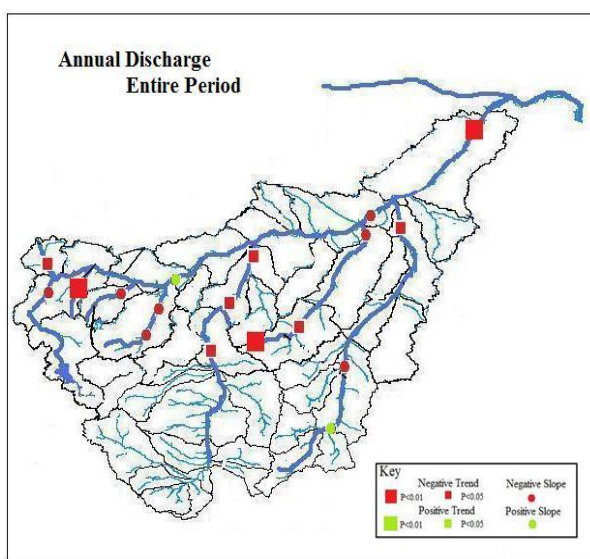 Annual Discharge
Entire Period
Key
Negative Trend Negative Slope
P<0.01 P<0.05
Positive Trend Positive Slope
P<0.01 P<0.05